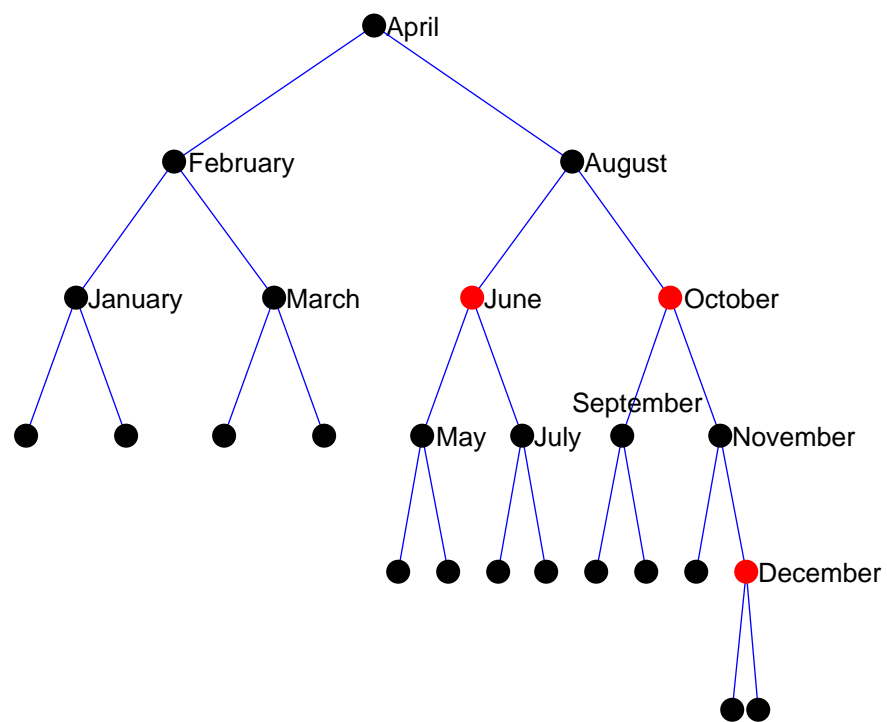 April
February
August
January
March
June
October
September
May
July
November
December